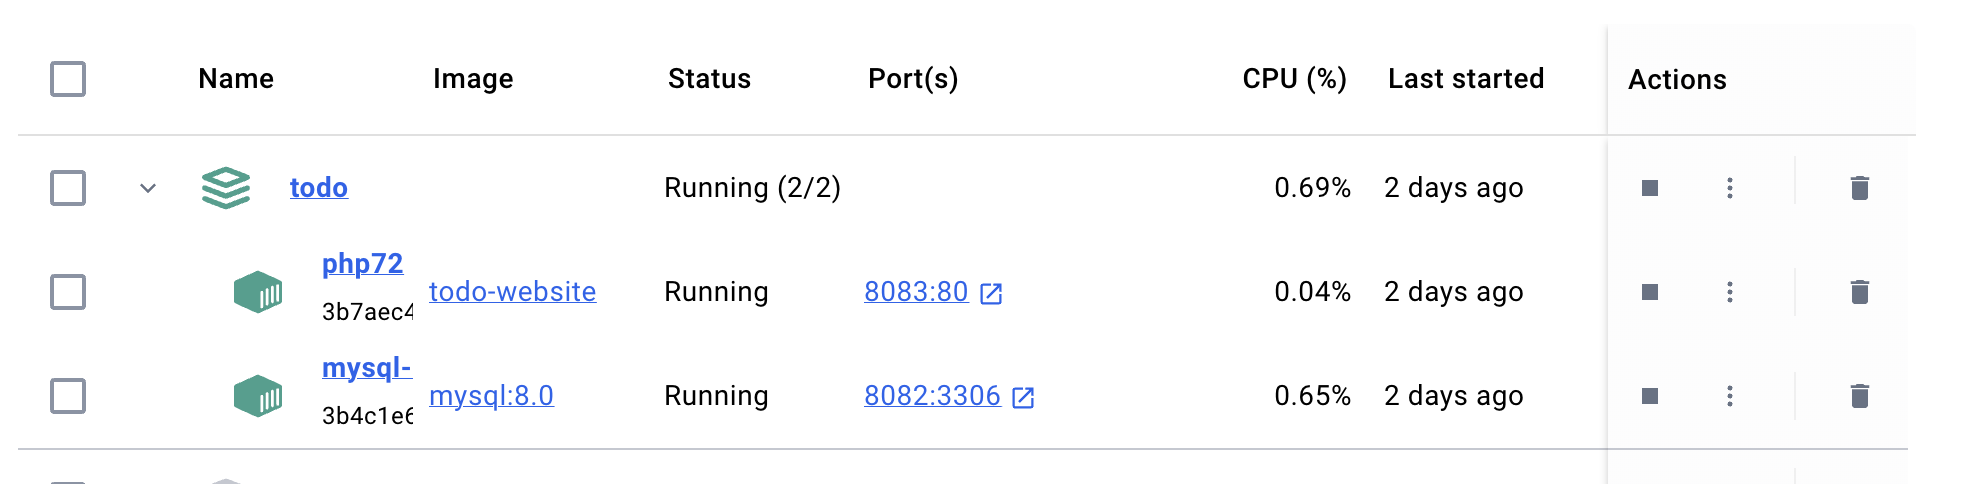 Name Image Status Port(s) CPU (%) Last started Actions
todo Running (2/2) 0.69% 2 days ago
php72
3b7aec4
todo-website Running 8083:80 0.04% 2 days ago
mysql-
3b4c1e6
mysql:8.0 Running 8082:3306 0.65% 2 days ago